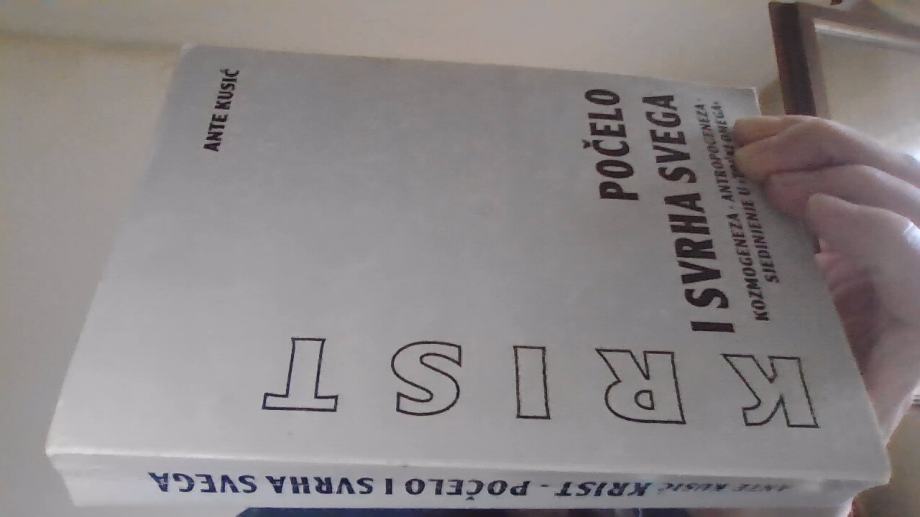 ANTE KUSIĆ
POČELO
I SVRHA SVEGA
KOZMOGENEZA · ANTROPOGENEZA ·
SJEDINJENJE U
KRIST
ANTE KUSIĆ KRIST - POČELO I SVRHA SVEGA